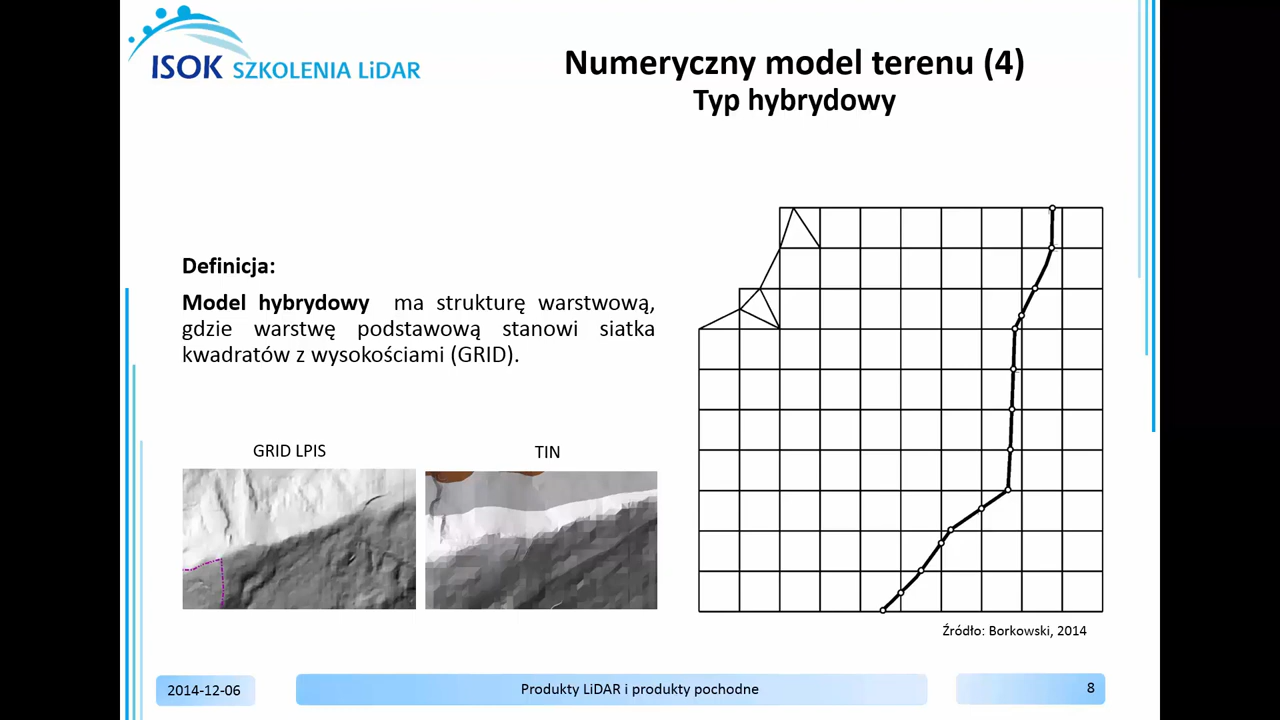 ISOK SZKOLENIA LiDAR
Numeryczny model terenu (4)
Typ hybrydowy
Definicja:
Model hybrydowy ma strukturę warstwową,
gdzie warstwę podstawową stanowi siatka
kwadratów z wysokościami (GRID).
GRID LPIS
TIN
Źródło: Borkowski, 2014
2014-12-06
Produkty LiDAR i produkty pochodne
8